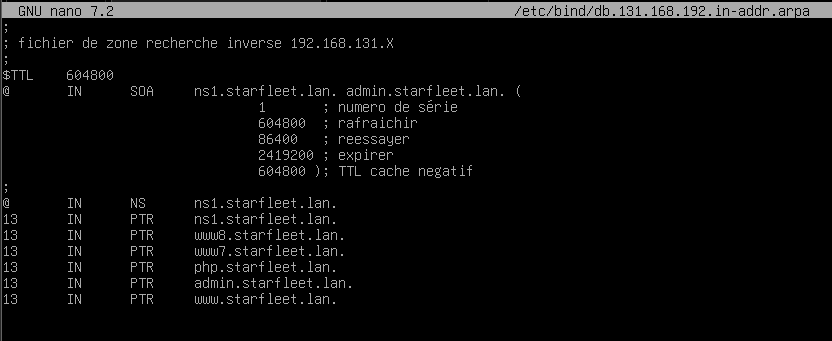 GNU nano 7.2 /etc/bind/db.131.168.192.in-addr.arpa
;
; fichier de zone recherche inverse 192.168.131.X
;
$TTL 604800
@ IN SOA ns1.starfleet.lan. admin.starfleet.lan. (
1 ; numero de série
604800 ; rafraichir
86400 ; reessayer
2419200 ; expirer
604800 ); TTL cache negatif
;
@ IN NS ns1.starfleet.lan.
13 IN PTR ns1.starfleet.lan.
13 IN PTR www8.starfleet.lan.
13 IN PTR www7.starfleet.lan.
13 IN PTR php.starfleet.lan.
13 IN PTR admin.starfleet.lan.
13 IN PTR www.starfleet.lan.